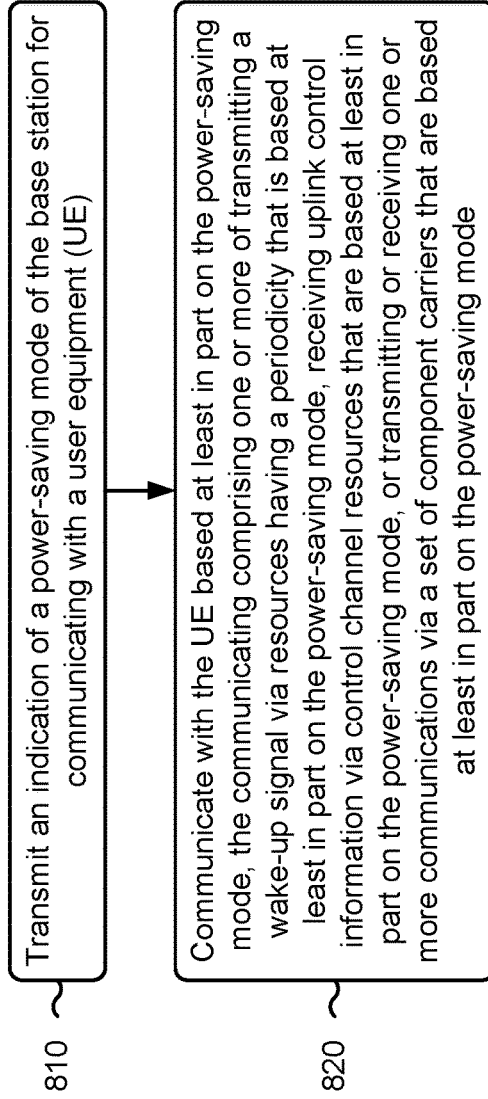 810
Transmit an indication of a power-saving mode of the base station for
communicating with a user equipment (UE)
820
Communicate with the UE based at least in part on the power-saving
mode, the communicating comprising one or more of transmitting a
wake-up signal via resources having a periodicity that is based at
least in part on the power-saving mode, receiving uplink control
information via control channel resources that are based at least in
part on the power-saving mode, or transmitting or receiving one or
more communications via a set of component carriers that are based
at least in part on the power-saving mode